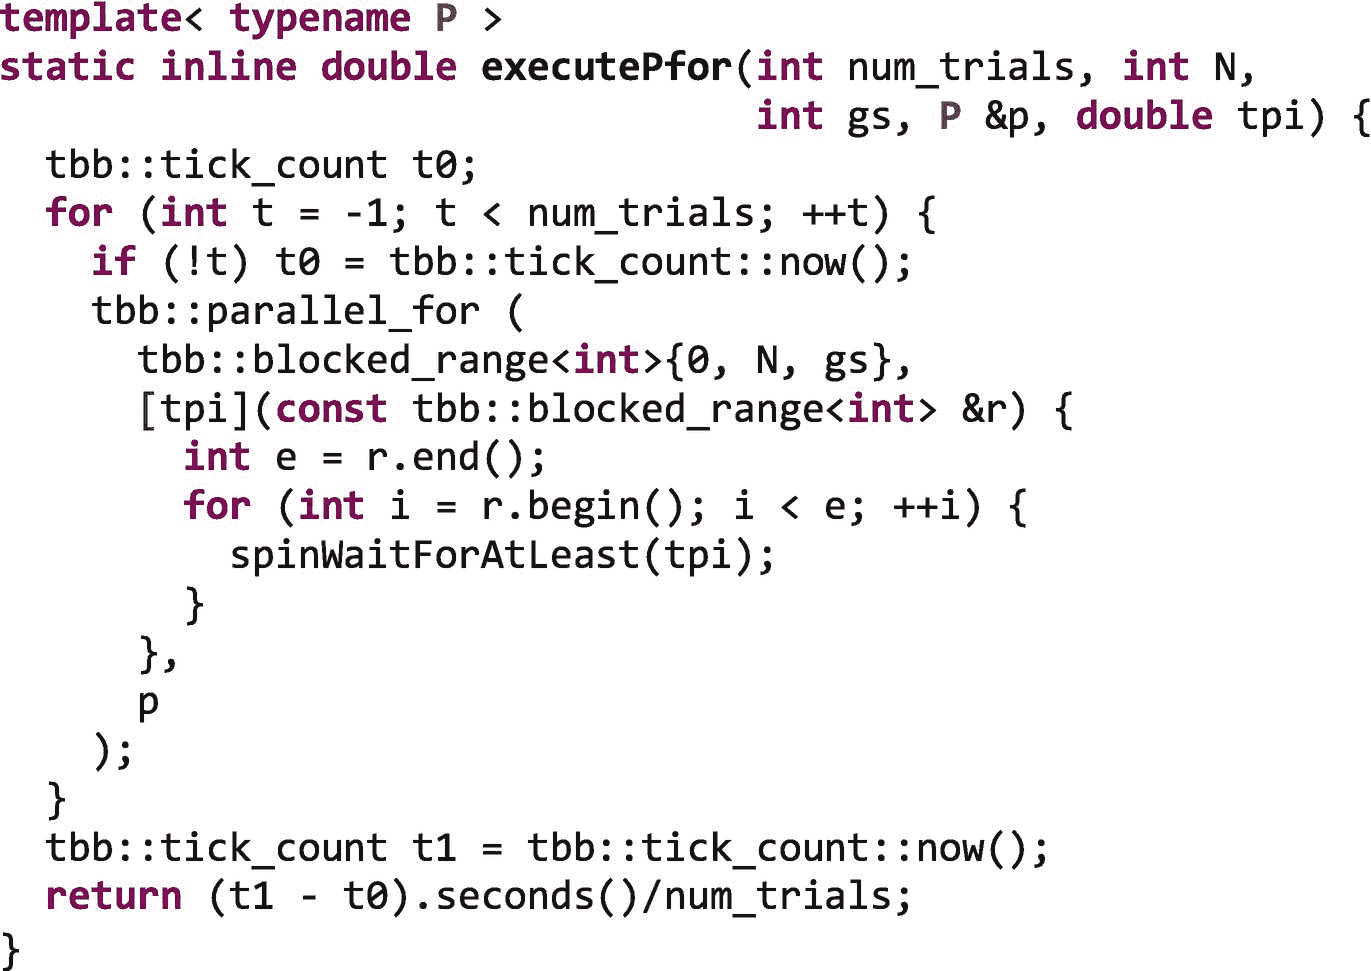 template< typename P >
static inline double executePfor(int num_trials, int N,
                                 int gs, P &p, double tpi) {
  tbb::tick_count t0;
  for (int t = -1; t < num_trials; ++t) {
    if (!t) t0 = tbb::tick_count::now();
    tbb::parallel_for (
      tbb::blocked_range<int>{0, N, gs},
      [tpi](const tbb::blocked_range<int> &r) {
        int e = r.end();
        for (int i = r.begin(); i < e; ++i) {
          spinWaitForAtLeast(tpi);
        }
      },
      p
    );
  }
  tbb::tick_count t1 = tbb::tick_count::now();
  return (t1 - t0).seconds()/num_trials;
}